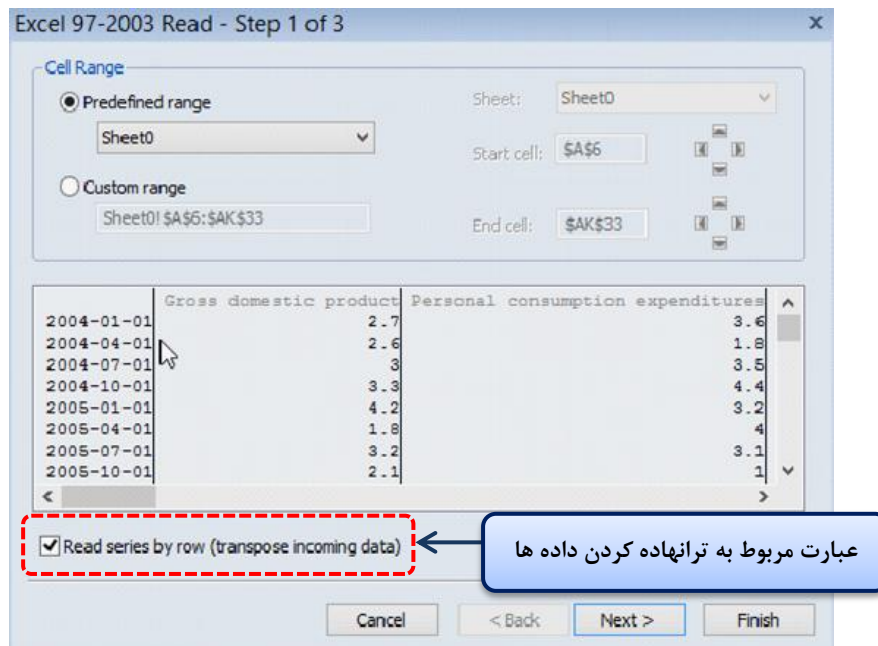 Excel 97-2003 Read - Step 1 of 3 x
Cell Range
Predefined range
Sheet0
Custom range
Sheet0!$A$6:$AK$33
Sheet: Sheet0
Start cell: $A$6
End cell: $AK$33
Gross domestic product Personal consumption expenditures
2004-01-01 2.7 3.6
2004-04-01 2.6 1.8
2004-07-01 3 3.5
2004-10-01 3.3 4.4
2005-01-01 4.2 3.2
2005-04-01 1.8 4
2005-07-01 3.2 3.1
2005-10-01 2.1 1
Read series by row (transpose incoming data)
عبارت مربوط به ترانهاده کردن داده ها
Cancel < Back Next > Finish